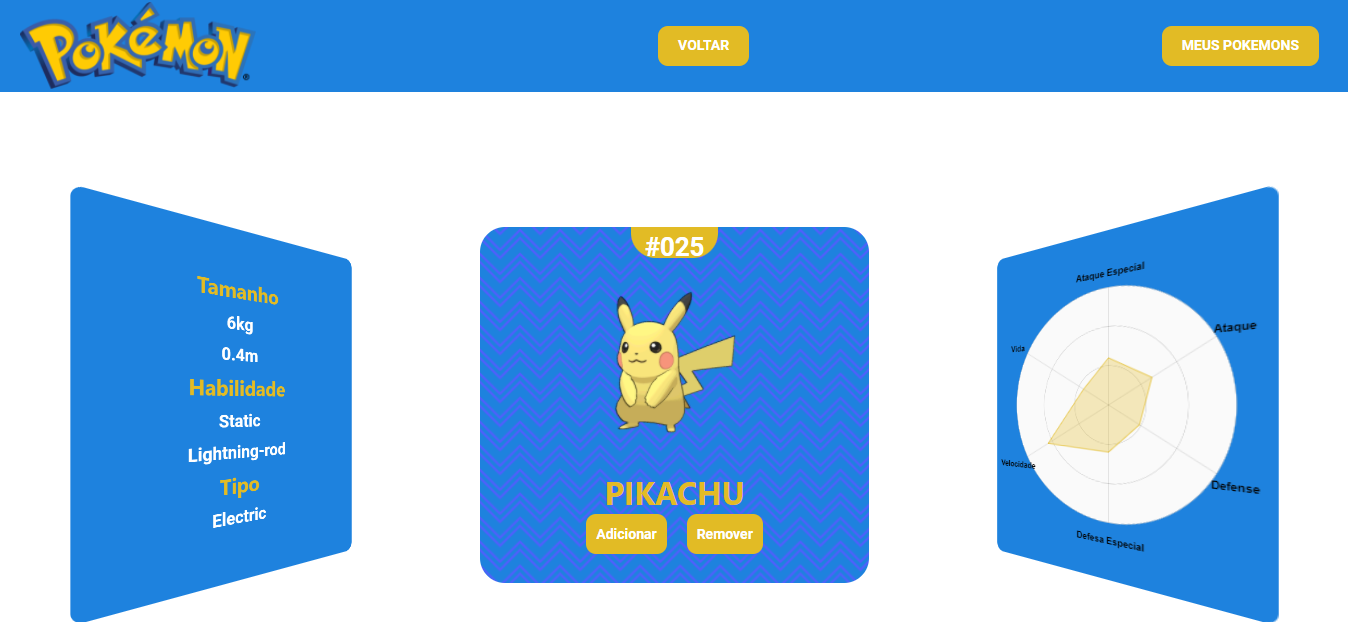 POKéMON®
VOLTAR
MEUS POKEMONS
Tamanho
6kg
0.4m
Habilidade
Static
Lightning-rod
Tipo
Electric
#025
PIKACHU
Adicionar
Remover
Ataque Especial
Ataque
Vida
Velocidade
Defense
Defesa Especial